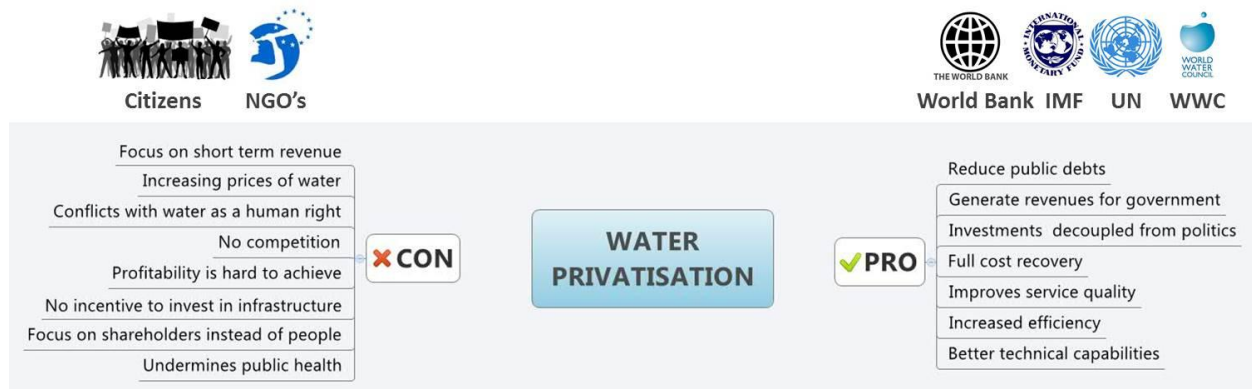 THE WORLD BANK
INTERNATIONAL MONETARY FUND
WORLD
WATER
COUNCIL
Citizens NGO's
World Bank IMF UN WWC
Focus on short term revenue
Increasing prices of water
Conflicts with water as a human right
No competition
Profitability is hard to achieve
No incentive to invest in infrastructure
Focus on shareholders instead of people
Undermines public health
CON
WATER
PRIVATISATION
PRO
Reduce public debts
Generate revenues for government
Investments decoupled from politics
Full cost recovery
Improves service quality
Increased efficiency
Better technical capabilities